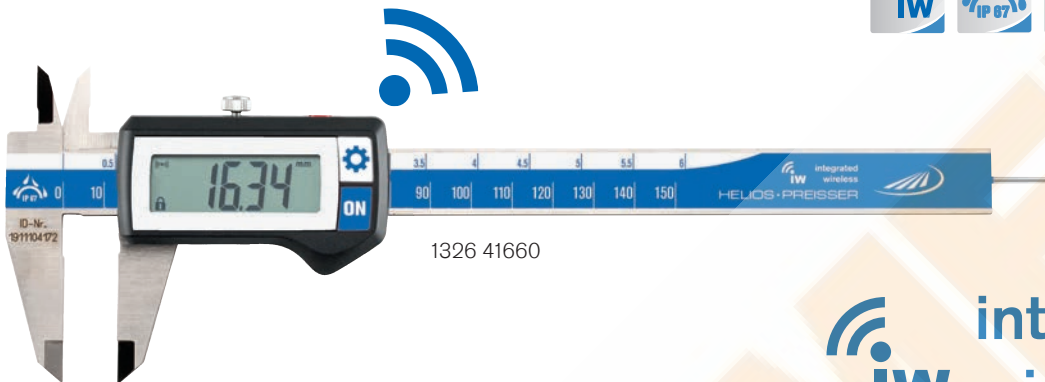 iw
IP 67
16.34 mm
0.5 3.5 4 4.5 5 5.5 6
IP 67 0 10 90 100 110 120 130 140 150
ON
iw integrated
wireless
HELIOS·PREISSER
ID-Nr.
1911104172
1326 41660
int
iw